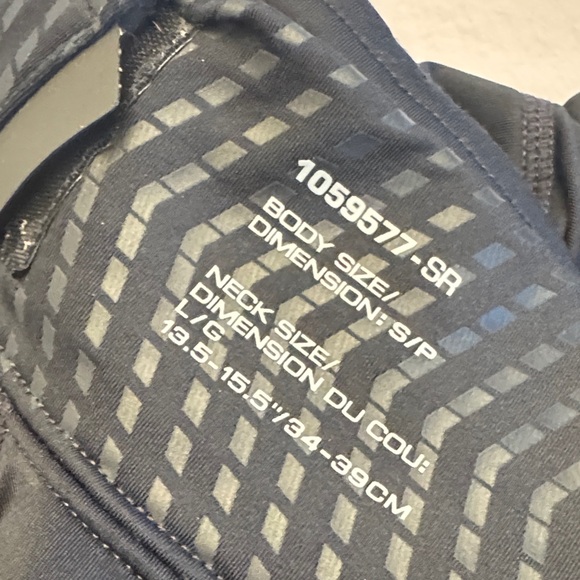 1059577-SR
BODY SIZE/
DIMENSION: S/P
NECK SIZE/
DIMENSION DU COU:
L/G
13.5-15.5"/34-39CM